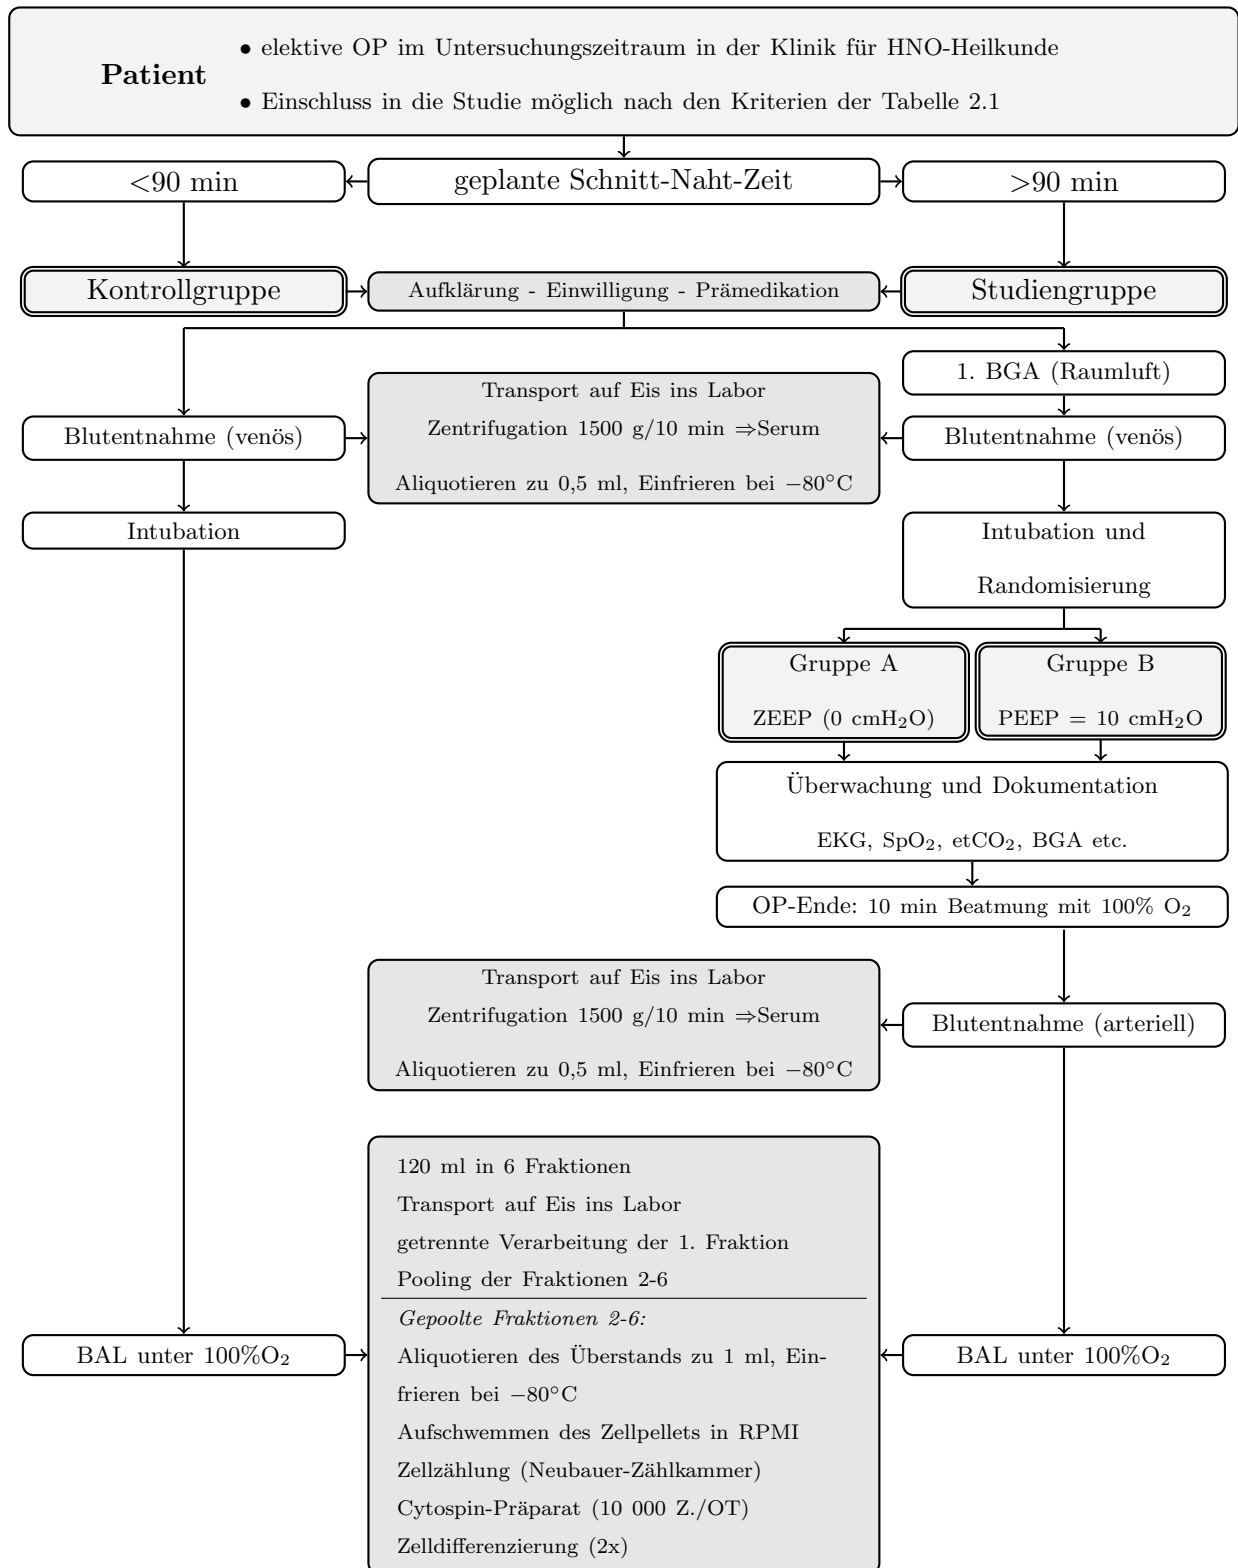 Patient
• elektive OP im Untersuchungszeitraum in der Klinik für HNO-Heilkunde
• Einschluss in die Studie möglich nach den Kriterien der Tabelle 2.1
<90 min
geplante Schnitt-Naht-Zeit
>90 min
Kontrollgruppe
Aufklärung - Einwilligung - Prämedikation
Studiengruppe
1. BGA (Raumluft)
Transport auf Eis ins Labor
Zentrifugation 1500 g/10 min ⇒Serum
Aliquotieren zu 0,5 ml, Einfrieren bei −80°C
Blutentnahme (venös)
Blutentnahme (venös)
Intubation
Intubation und
Randomisierung
Gruppe A
ZEEP (0 cmH₂O)
Gruppe B
PEEP = 10 cmH₂O
Überwachung und Dokumentation
EKG, SpO₂, etCO₂, BGA etc.
OP-Ende: 10 min Beatmung mit 100% O₂
Transport auf Eis ins Labor
Zentrifugation 1500 g/10 min ⇒Serum
Aliquotieren zu 0,5 ml, Einfrieren bei −80°C
Blutentnahme (arteriell)
120 ml in 6 Fraktionen
Transport auf Eis ins Labor
getrennte Verarbeitung der 1. Fraktion
Pooling der Fraktionen 2-6
Gepoolte Fraktionen 2-6:
Aliquotieren des Überstands zu 1 ml, Ein-
frieren bei −80°C
Aufschwemmen des Zellpellets in RPMI
Zellzählung (Neubauer-Zählkammer)
Cytospin-Präparat (10 000 Z./OT)
Zelldifferenzierung (2x)
BAL unter 100%O₂
BAL unter 100%O₂